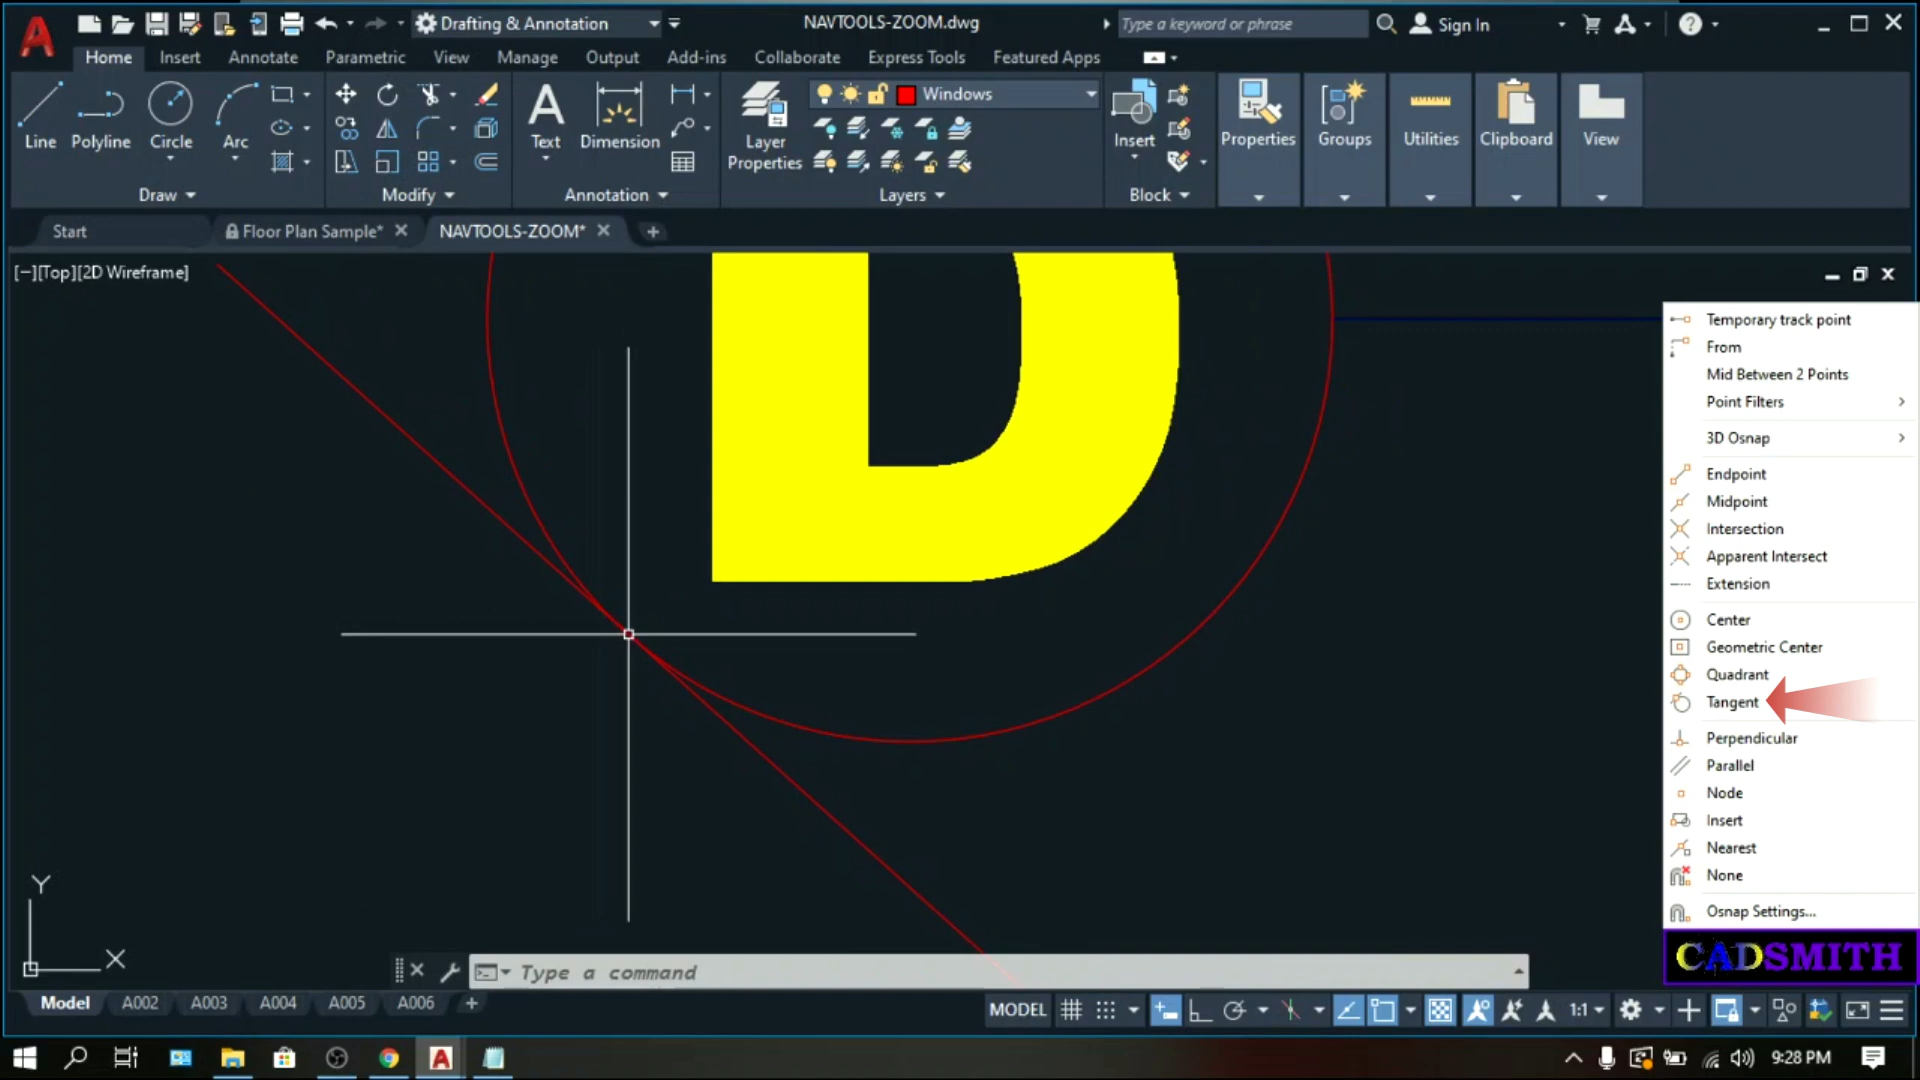 Drafting & Annotation
NAVTOOLS-ZOOM.dwg
Type a keyword or phrase
Sign In
Home Insert Annotate Parametric View Manage Output Add-ins Collaborate Express Tools Featured Apps
Windows
Line Polyline Circle Arc
Text Dimension
Layer Properties
Insert
Properties Groups Utilities Clipboard View
Draw Modify Annotation Layers Block
Start Floor Plan Sample* NAVTOOLS-ZOOM*
[−][Top][2D Wireframe]
D
Temporary track point
From
Mid Between 2 Points
Point Filters
3D Osnap
Endpoint
Midpoint
Intersection
Apparent Intersect
Extension
Center
Geometric Center
Quadrant
Tangent
Perpendicular
Parallel
Node
Insert
Nearest
None
Osnap Settings...
CADSMITH
Y
X
Type a command
Model A002 A003 A004 A005 A006
MODEL 1:1
9:28 PM